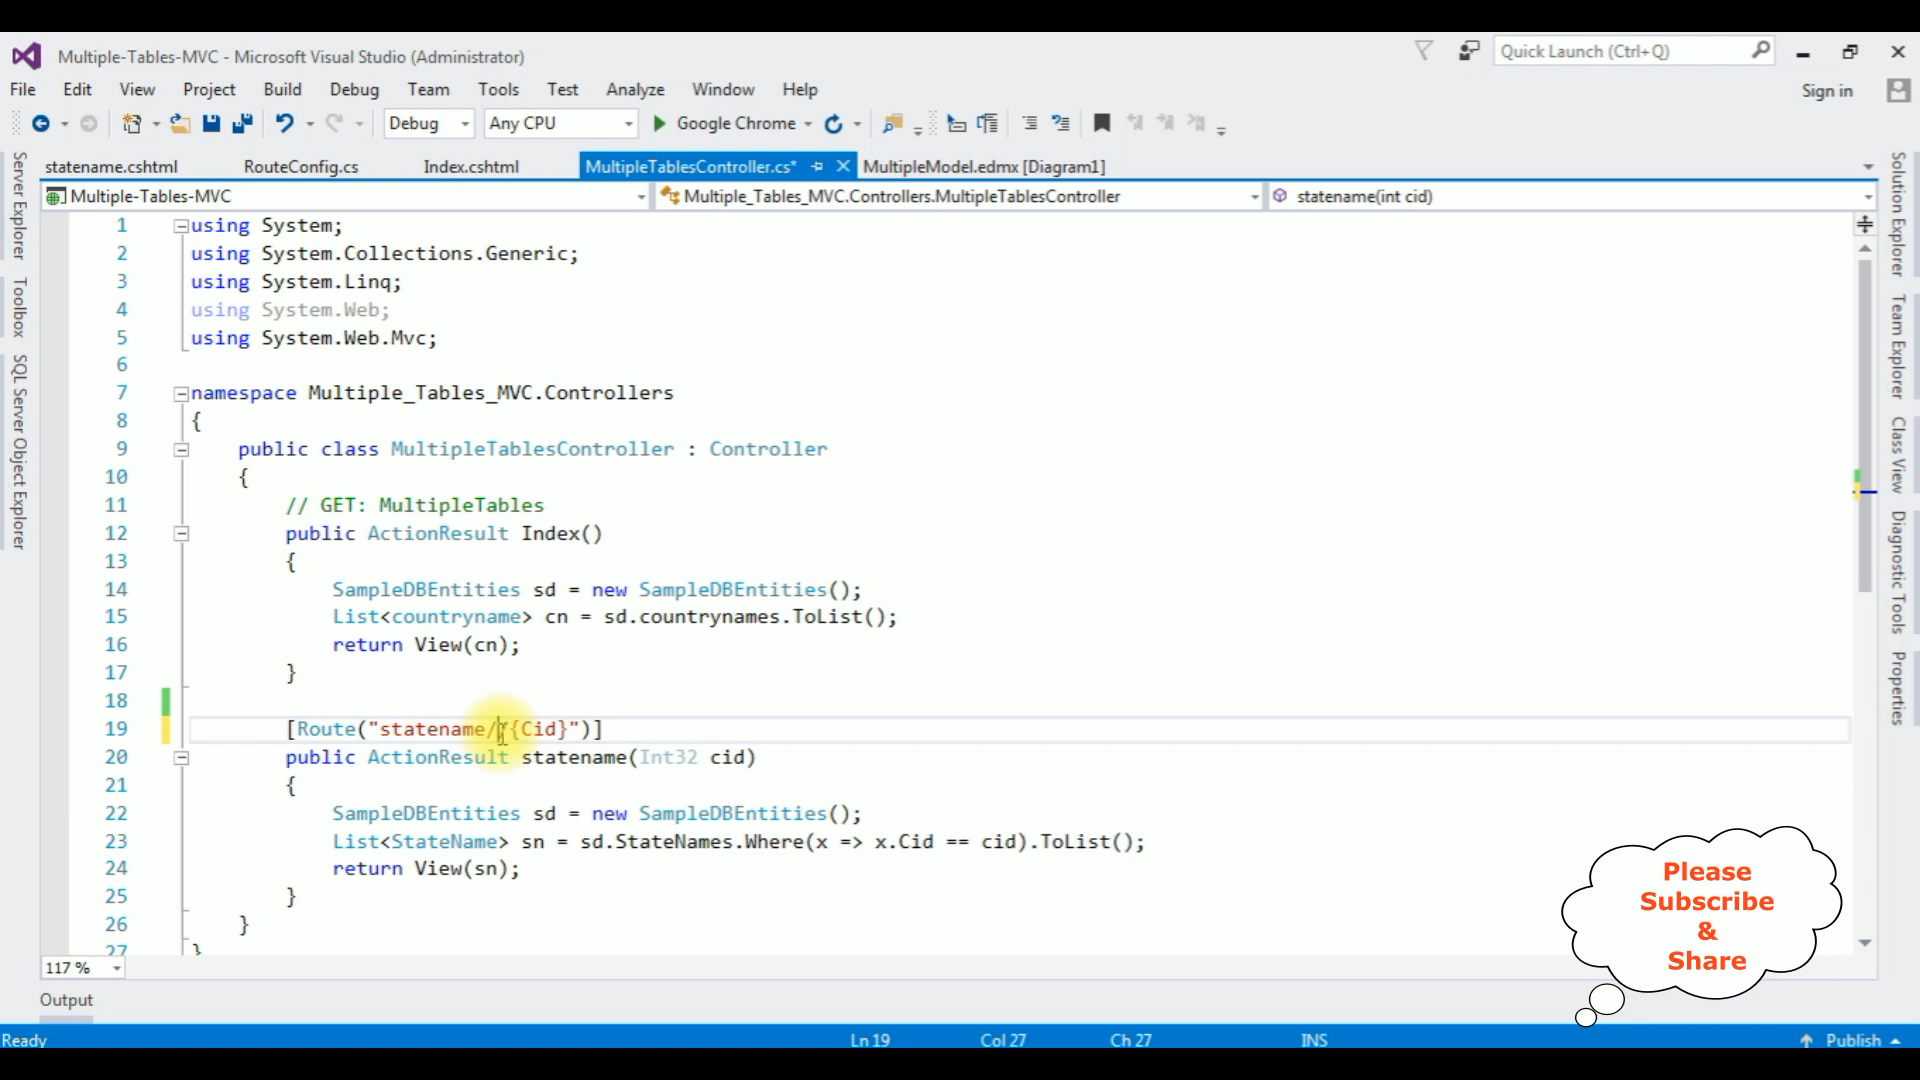 Multiple-Tables-MVC - Microsoft Visual Studio (Administrator)
Quick Launch (Ctrl+Q)
File Edit View Project Build Debug Team Tools Test Analyze Window Help
Sign in
Debug Any CPU Google Chrome
statename.cshtml RouteConfig.cs Index.cshtml MultipleTablesController.cs* MultipleModel.edmx [Diagram1]
Multiple-Tables-MVC Multiple_Tables_MVC.Controllers.MultipleTablesController statename(int cid)
Server Explorer
Toolbox
SQL Server Object Explorer
1 using System;
2 using System.Collections.Generic;
3 using System.Linq;
4 using System.Web;
5 using System.Web.Mvc;
6
7 namespace Multiple_Tables_MVC.Controllers
8 {
9 public class MultipleTablesController : Controller
10 {
11 // GET: MultipleTables
12 public ActionResult Index()
13 {
14 SampleDBEntities sd = new SampleDBEntities();
15 List<countryname> cn = sd.countrynames.ToList();
16 return View(cn);
17 }
18
19 [Route("statename//{Cid}")]
20 public ActionResult statename(Int32 cid)
21 {
22 SampleDBEntities sd = new SampleDBEntities();
23 List<StateName> sn = sd.StateNames.Where(x => x.Cid == cid).ToList();
24 return View(sn);
25 }
26 }
27 }
Solution Explorer
Team Explorer
Class View
Diagnostic Tools
Properties
Please
Subscribe
&
Share
117 %
Output
Ready Ln 19 Col 27 Ch 27 INS Publish